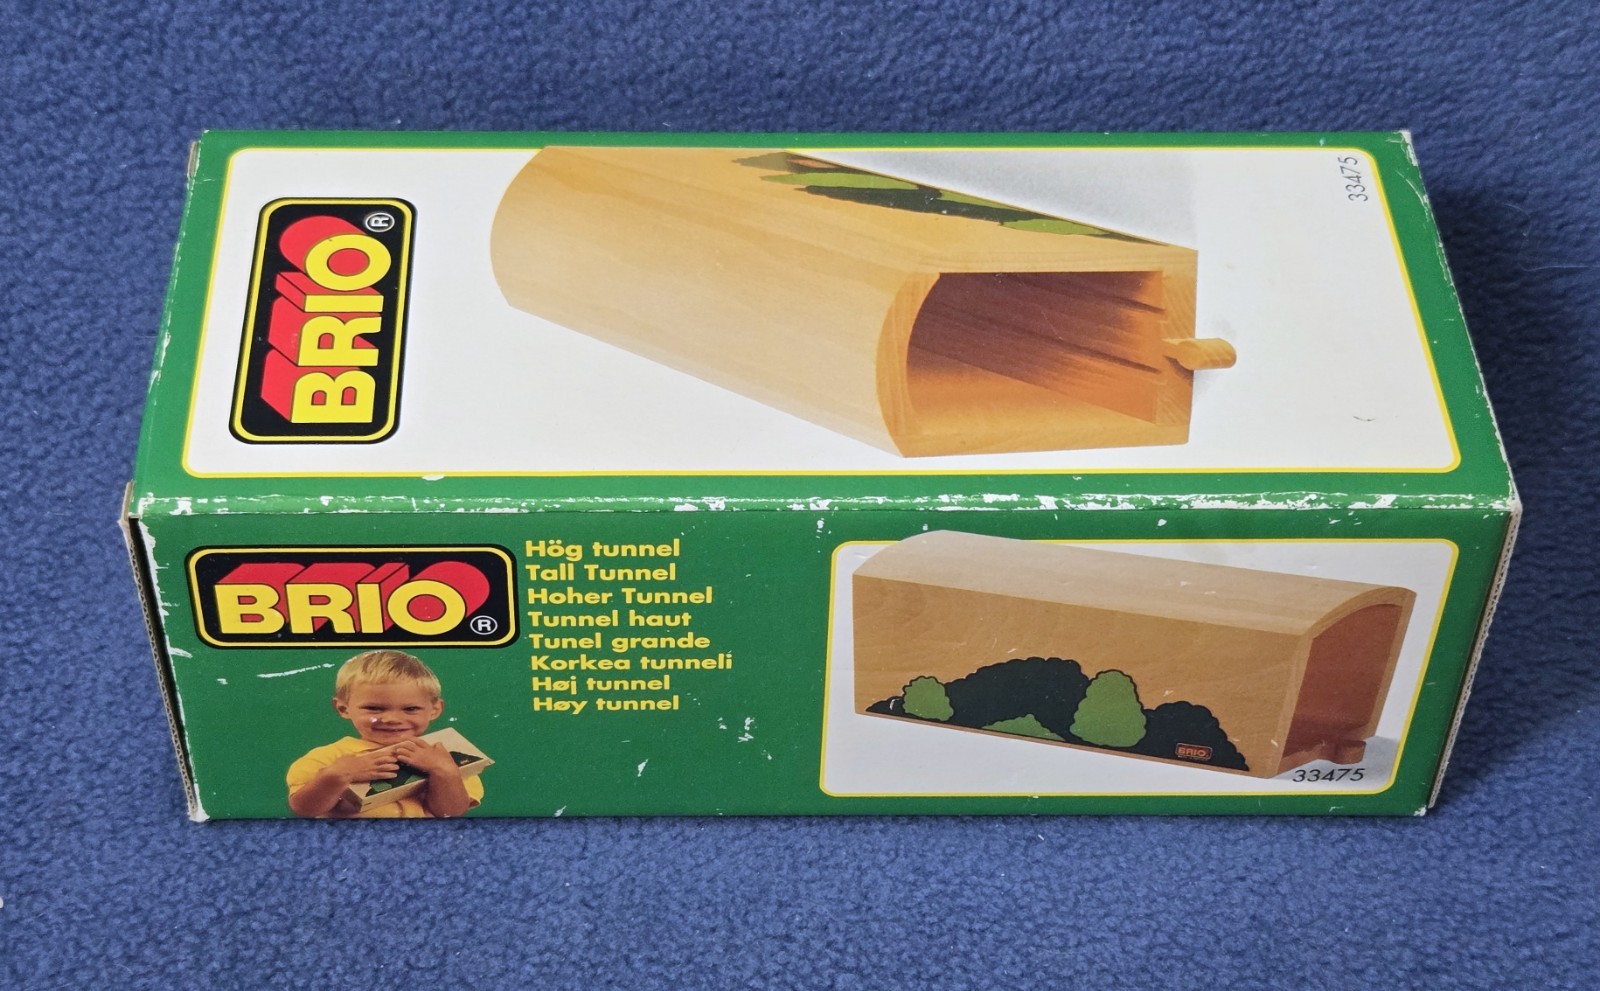 BRIO®
33475
BRIO®
Hög tunnel
Tall Tunnel
Hoher Tunnel
Tunnel haut
Tunel grande
Korkea tunneli
Høj tunnel
Høy tunnel
BRIO
33475